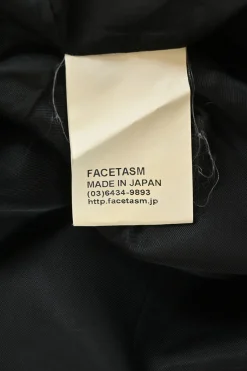 FACETASM
MADE IN JAPAN
(03)6434-9893
http.facetasm.jp